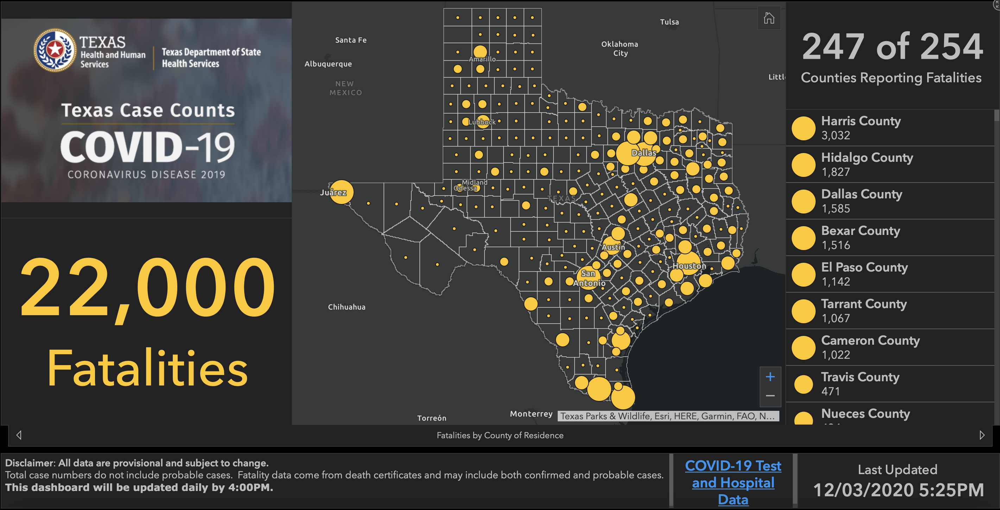 TEXAS
Health and Human
Services
Texas Department of State
Health Services
Texas Case Counts
COVID-19
CORONAVIRUS DISEASE 2019
22,000
Fatalities
Tulsa
Santa Fe
Oklahoma
City
Amarillo
Albuquerque
Littl
NEW
MEXICO
Lubbock
Dallas
Midland
Odessa
Juárez
TEXAS
Austin
Houston
San
Antonio
Chihuahua
Monterrey
Torreón
+
−
Texas Parks & Wildlife, Esri, HERE, Garmin, FAO, N...
247 of 254
Counties Reporting Fatalities
Harris County
3,032
Hidalgo County
1,827
Dallas County
1,585
Bexar County
1,516
El Paso County
1,142
Tarrant County
1,067
Cameron County
1,022
Travis County
471
Nueces County
Fatalities by County of Residence
Disclaimer: All data are provisional and subject to change.
Total case numbers do not include probable cases. Fatality data come from death certificates and may include both confirmed and probable cases.
This dashboard will be updated daily by 4:00PM.
COVID-19 Test
and Hospital
Data
Last Updated
12/03/2020 5:25PM